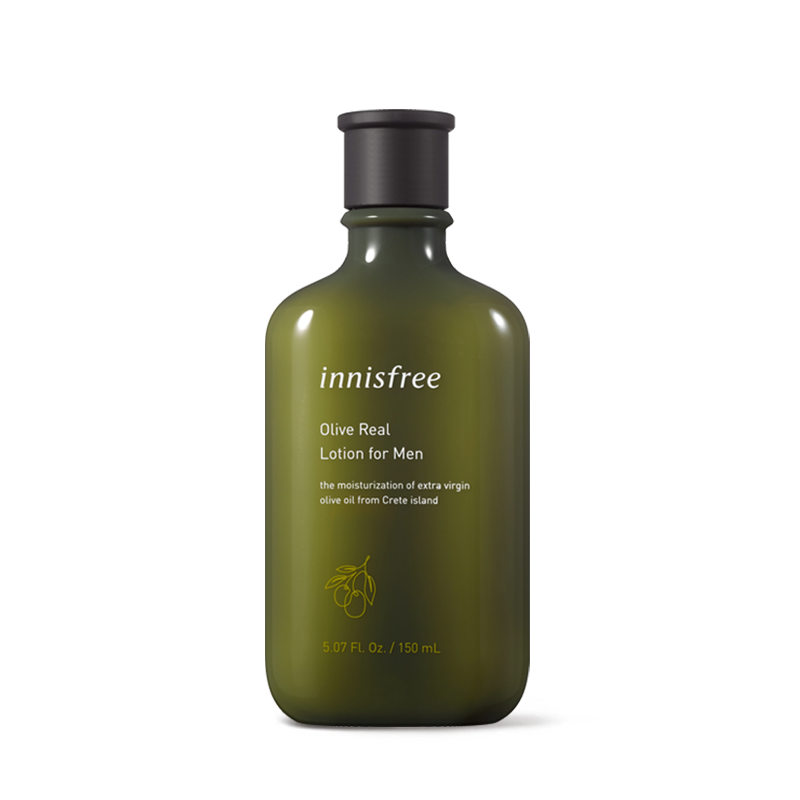 innisfree
Olive Real
Lotion for Men
the moisturization of extra virgin
olive oil from Crete island
5.07 Fl. Oz. / 150 mL